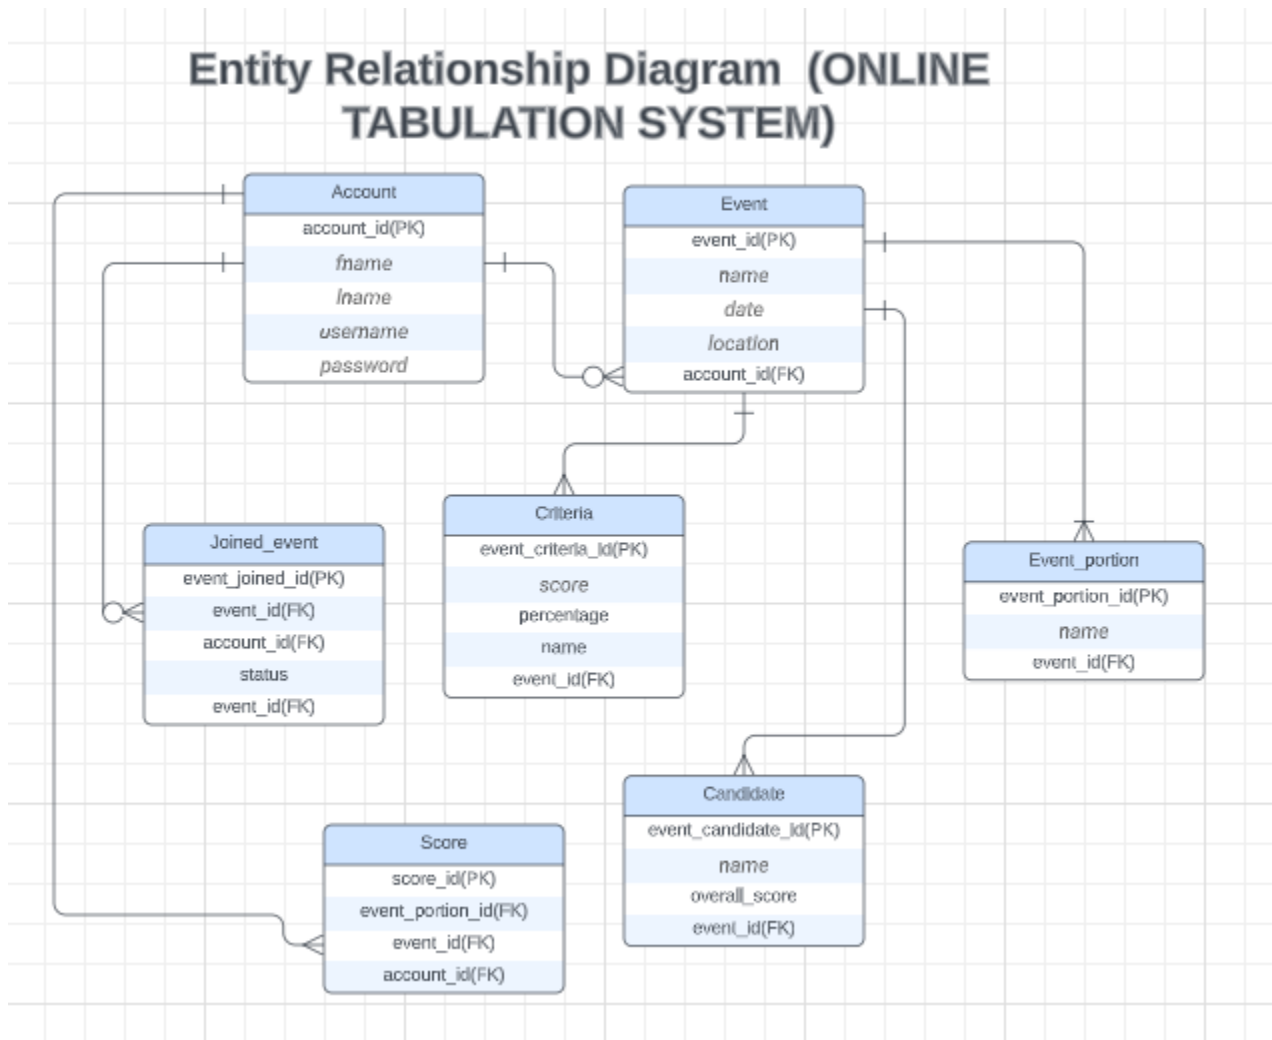 Entity Relationship Diagram (ONLINE
TABULATION SYSTEM)
Account
account_id(PK)
fname
lname
username
password
Event
event_id(PK)
name
date
location
account_id(FK)
Joined_event
event_joined_id(PK)
event_id(FK)
account_id(FK)
status
event_id(FK)
Criteria
event_criteria_id(PK)
score
percentage
name
event_id(FK)
Event_portion
event_portion_id(PK)
name
event_id(FK)
Score
score_id(PK)
event_portion_id(FK)
event_id(FK)
account_id(FK)
Candidate
event_candidate_id(PK)
name
overall_score
event_id(FK)